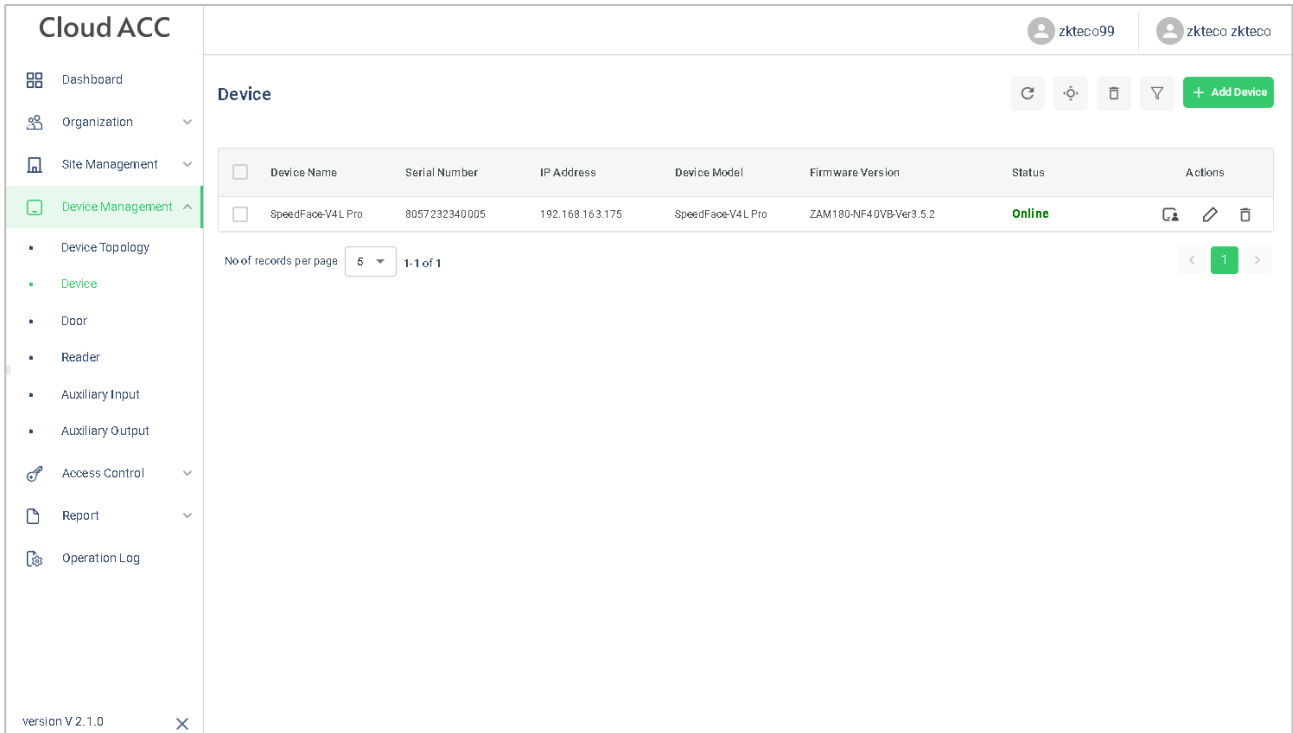 Cloud ACC
zkteco99
zkteco zkteco
Dashboard
Organization
Site Management
Device Management
Device Topology
Device
Door
Reader
Auxiliary Input
Auxiliary Output
Access Control
Report
Operation Log
version V 2.1.0
Device
Add Device
Device Name Serial Number IP Address Device Model Firmware Version Status Actions
SpeedFace-V4L Pro 8057232340005 192.168.163.175 SpeedFace-V4L Pro ZAM180-NF40VB-Ver3.5.2 Online
No of records per page 5 1-1 of 1
1